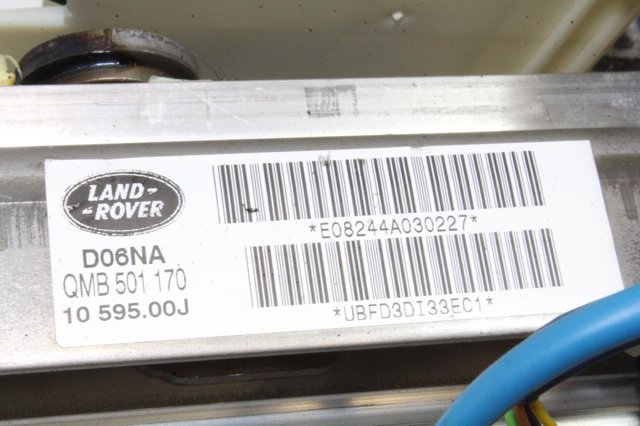 LAND-
-ROVER
D06NA
QMB 501 170
10 595.00J
*E08244A030227*
*UBFD3DI33EC1*